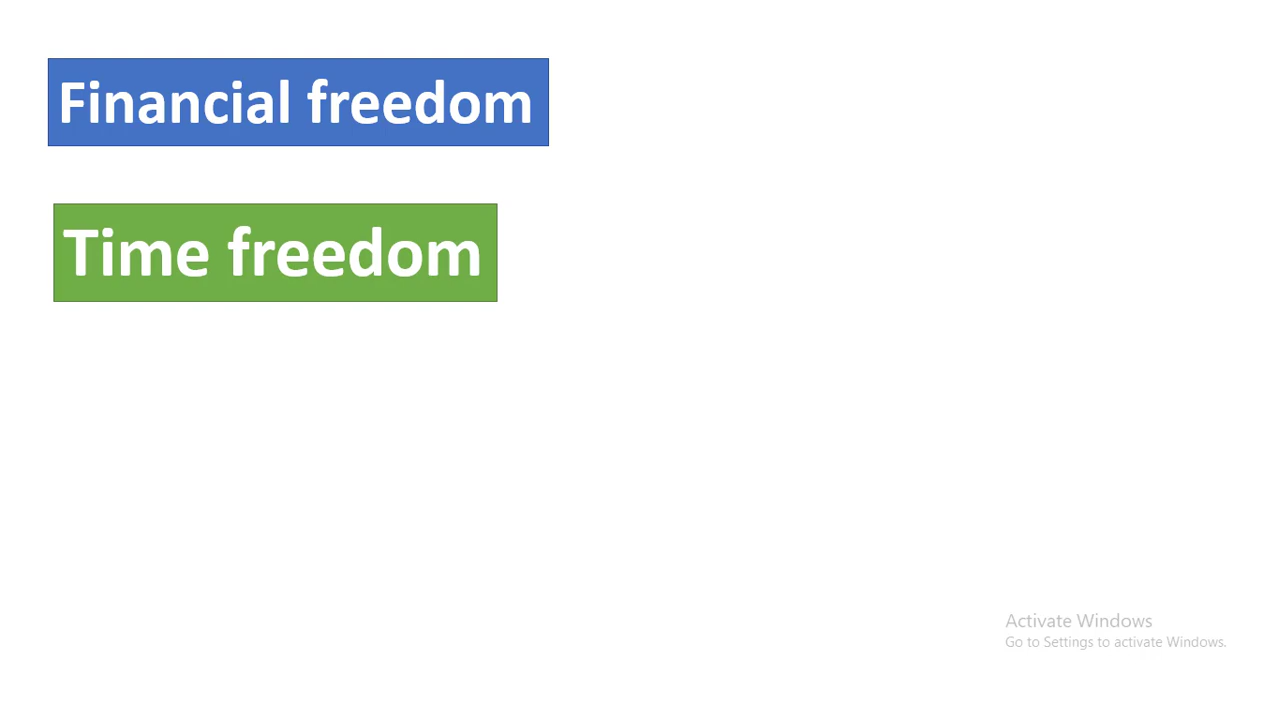 Financial freedom
Time freedom
Activate Windows
Go to Settings to activate Windows.